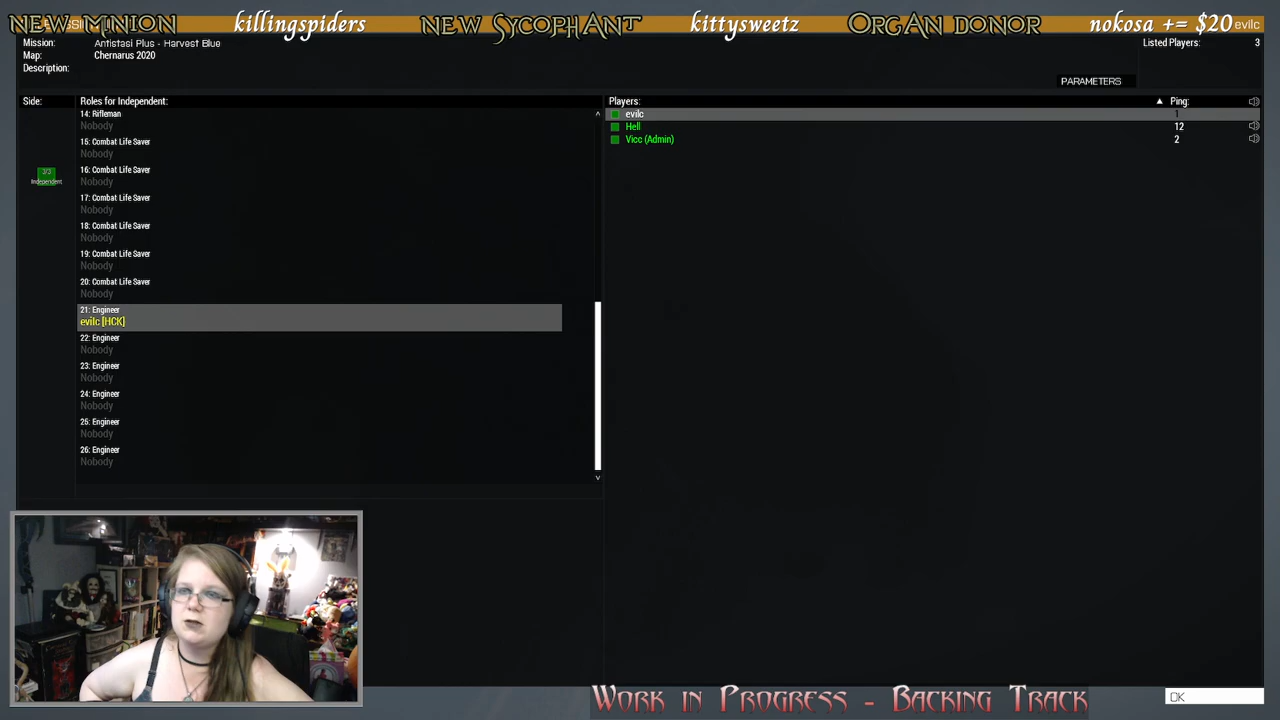 NEW MINION killingspiders NEW SYCOPHANT kittysweetz ORGAN DONOR nokosa += $20 evilc
Mission: Antistasi Plus - Harvest Blue
Map: Chernarus 2020
Description:
Listed Players: 3
PARAMETERS
Side:
3/3
Independent
Roles for Independent:
14: Rifleman
Nobody
15: Combat Life Saver
Nobody
16: Combat Life Saver
Nobody
17: Combat Life Saver
Nobody
18: Combat Life Saver
Nobody
19: Combat Life Saver
Nobody
20: Combat Life Saver
Nobody
21: Engineer
evilc [HCK]
22: Engineer
Nobody
23: Engineer
Nobody
24: Engineer
Nobody
25: Engineer
Nobody
26: Engineer
Nobody
Players: Ping:
evilc 1
Hell 12
Vicc (Admin) 2
WORK IN PROGRESS - BACKING TRACK
OK